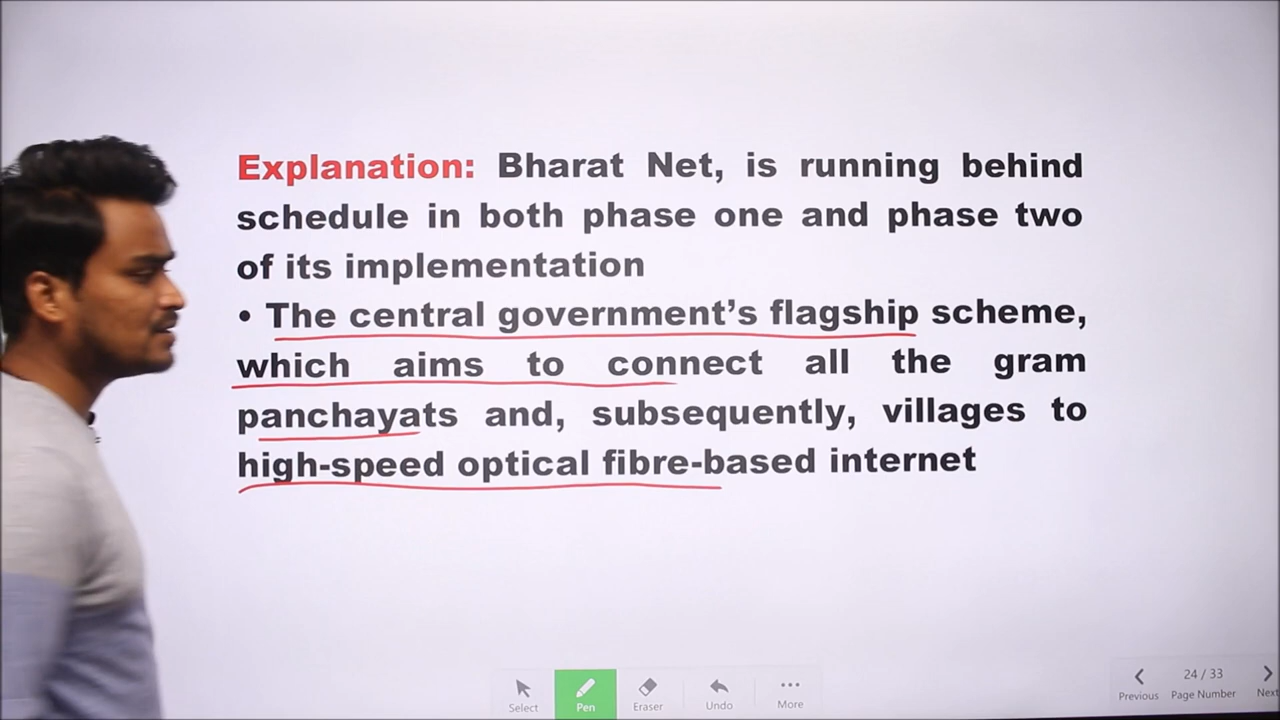 Explanation: Bharat Net, is running behind
schedule in both phase one and phase two
of its implementation
• The central government’s flagship scheme,
which aims to connect all the gram
panchayats and, subsequently, villages to
high-speed optical fibre-based internet
Select Pen Eraser Undo More
Previous 24 / 33 Page Number Next